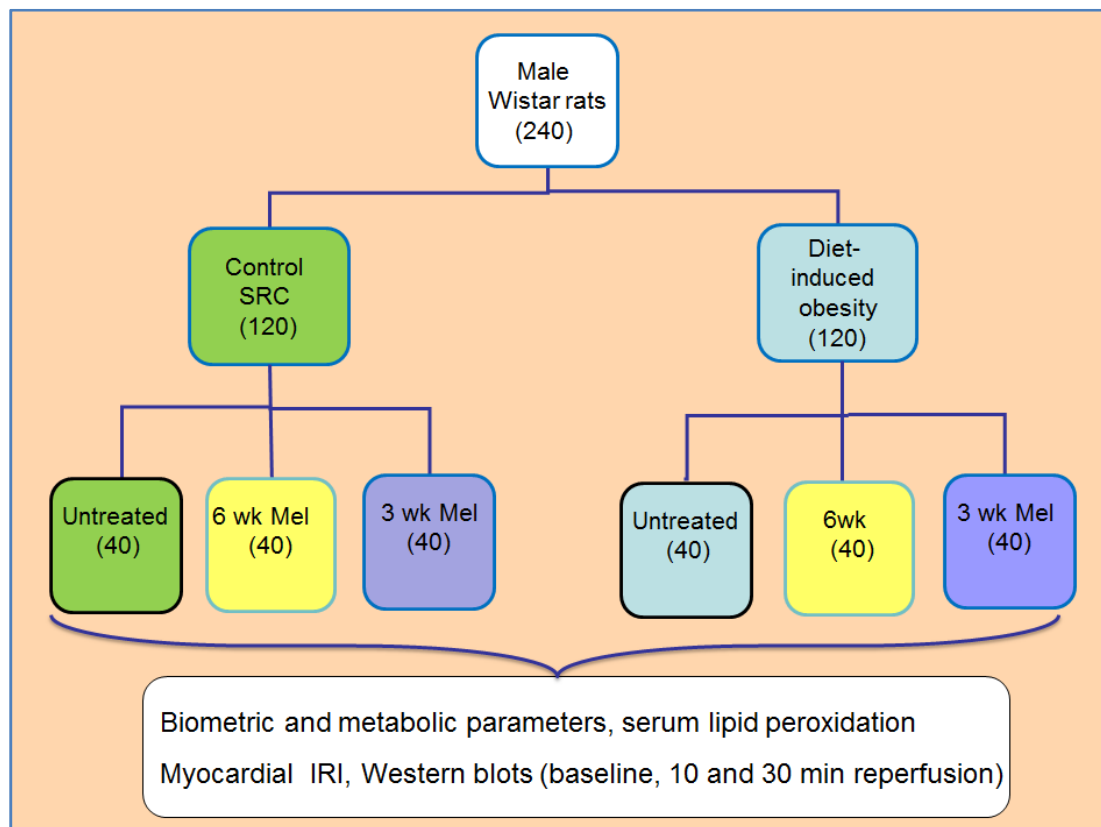 Male
Wistar rats
(240)
Control
SRC
(120)
Diet-
induced
obesity
(120)
Untreated
(40)
6 wk Mel
(40)
3 wk Mel
(40)
Untreated
(40)
6wk
(40)
3 wk Mel
(40)
Biometric and metabolic parameters, serum lipid peroxidation
Myocardial IRI, Western blots (baseline, 10 and 30 min reperfusion)